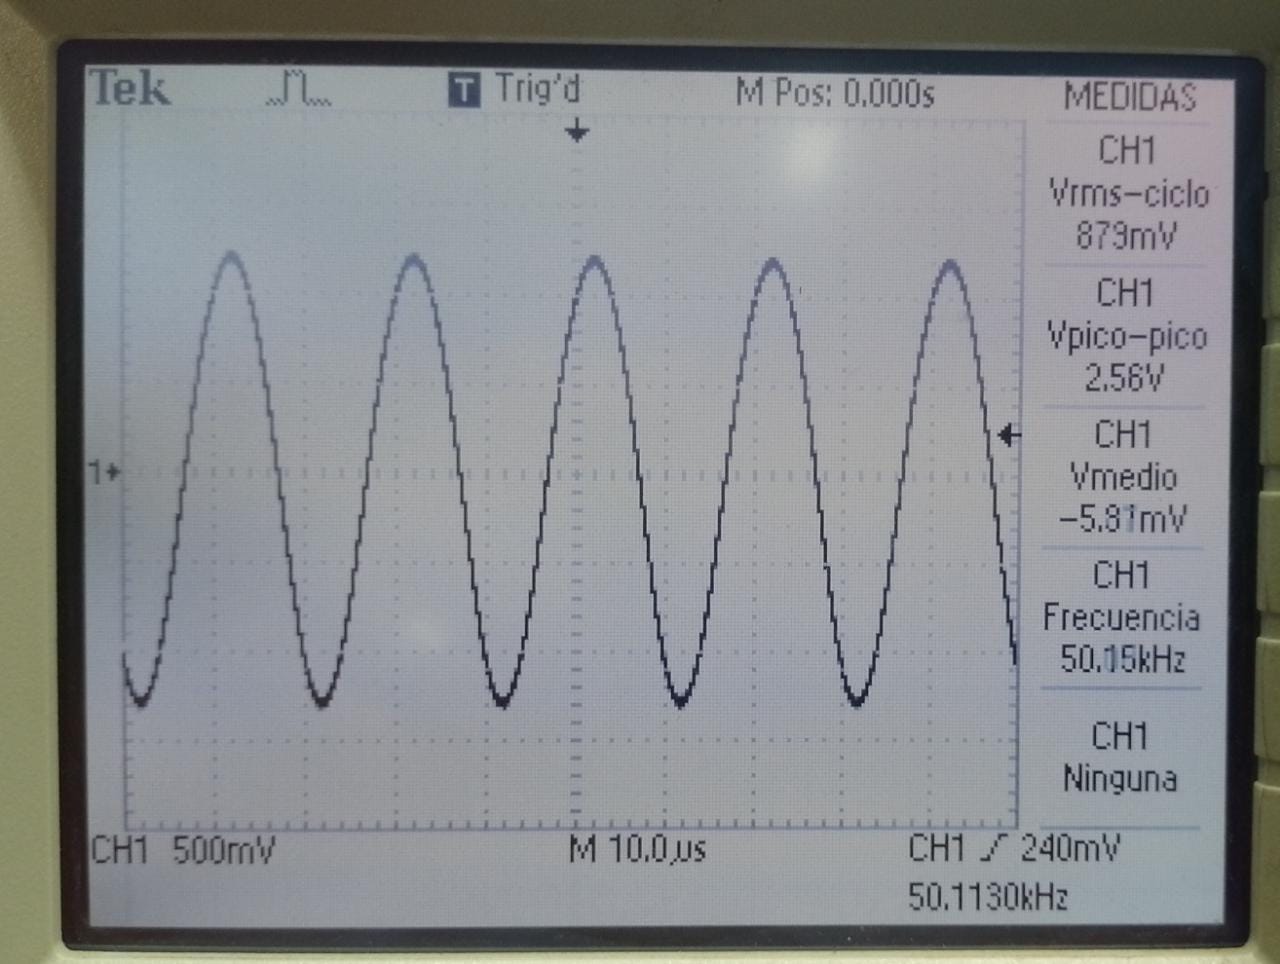 Tek T Trig'd M Pos: 0.000s MEDIDAS
CH1
Vrms-ciclo
879mV
CH1
Vpico-pico
2.56V
CH1
Vmedio
-5.81mV
CH1
Frecuencia
50.15kHz
CH1
Ninguna
1
CH1 500mV M 10.0µs CH1 240mV
50.1130kHz